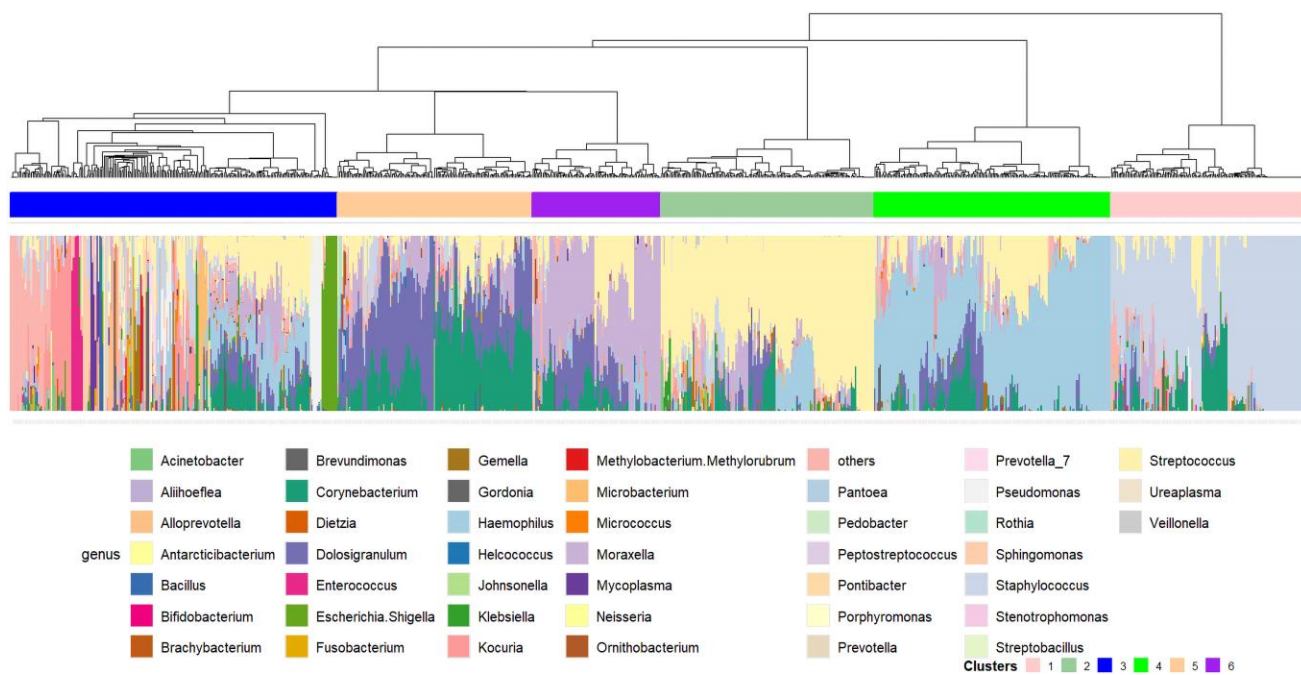 Acinetobacter Brevundimonas Gemella Methylobacterium.Methylorubrum others Prevotella_7 Streptococcus
Aliihoeflea Corynebacterium Gordonia Microbacterium Pantoea Pseudomonas Ureaplasma
Alloprevotella Dietzia Haemophilus Micrococcus Pedobacter Rothia Veillonella
genus Antarcticibacterium Dolosigranulum Helcococcus Moraxella Peptostreptococcus Sphingomonas
Bacillus Enterococcus Johnsonella Mycoplasma Pontibacter Staphylococcus
Bifidobacterium Escherichia.Shigella Klebsiella Neisseria Porphyromonas Stenotrophomonas
Brachybacterium Fusobacterium Kocuria Ornithobacterium Prevotella Streptobacillus
Clusters 1 2 3 4 5 6